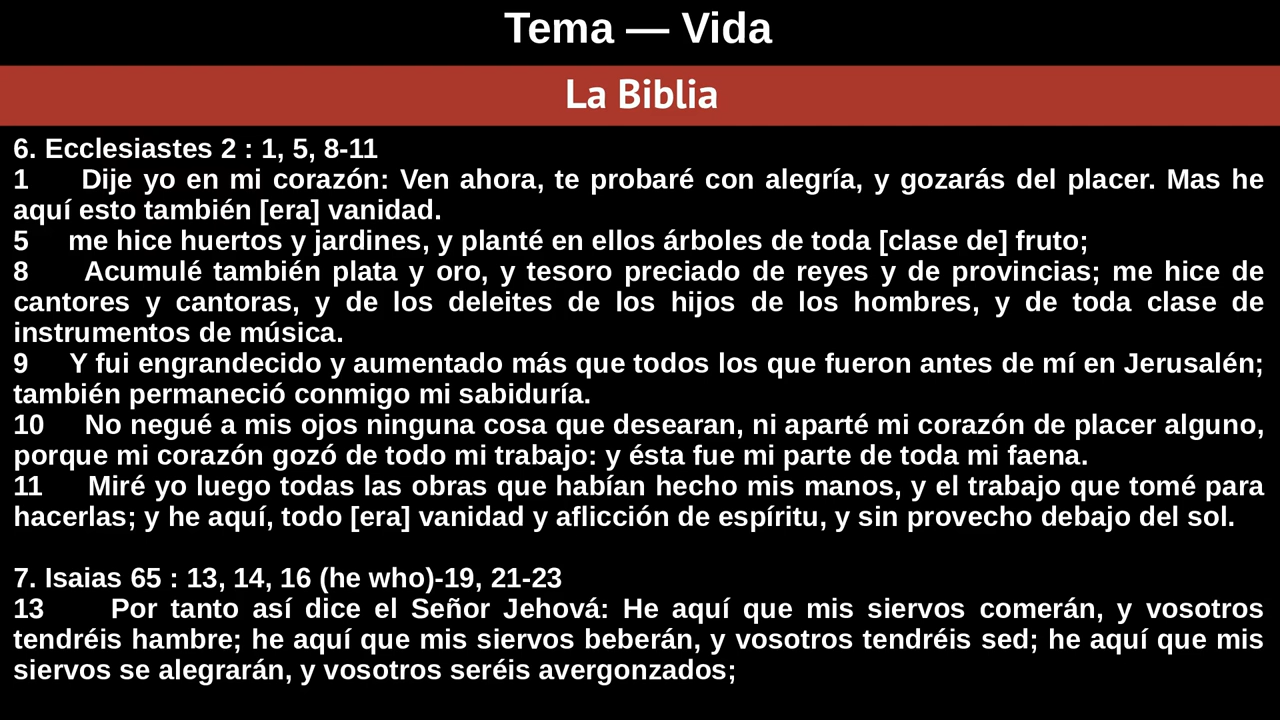 Tema — Vida
La Biblia
6. Ecclesiastes 2 : 1, 5, 8-11
1 Dije yo en mi corazón: Ven ahora, te probaré con alegría, y gozarás del placer. Mas he
aquí esto también [era] vanidad.
5 me hice huertos y jardines, y planté en ellos árboles de toda [clase de] fruto;
8 Acumulé también plata y oro, y tesoro preciado de reyes y de provincias; me hice de
cantores y cantoras, y de los deleites de los hijos de los hombres, y de toda clase de
instrumentos de música.
9 Y fui engrandecido y aumentado más que todos los que fueron antes de mí en Jerusalén;
también permaneció conmigo mi sabiduría.
10 No negué a mis ojos ninguna cosa que desearan, ni aparté mi corazón de placer alguno,
porque mi corazón gozó de todo mi trabajo: y ésta fue mi parte de toda mi faena.
11 Miré yo luego todas las obras que habían hecho mis manos, y el trabajo que tomé para
hacerlas; y he aquí, todo [era] vanidad y aflicción de espíritu, y sin provecho debajo del sol.
7. Isaias 65 : 13, 14, 16 (he who)-19, 21-23
13 Por tanto así dice el Señor Jehová: He aquí que mis siervos comerán, y vosotros
tendréis hambre; he aquí que mis siervos beberán, y vosotros tendréis sed; he aquí que mis
siervos se alegrarán, y vosotros seréis avergonzados;